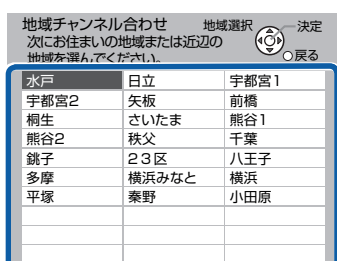 地域チャンネル合わせ 地域選択 決定
次にお住まいの地域または近辺の
地域を選んでください。 戻る
水戸 日立 宇都宮1
宇都宮2 矢板 前橋
桐生 さいたま 熊谷1
熊谷2 秩父 千葉
銚子 23区 八王子
多摩 横浜みなと 横浜
平塚 秦野 小田原